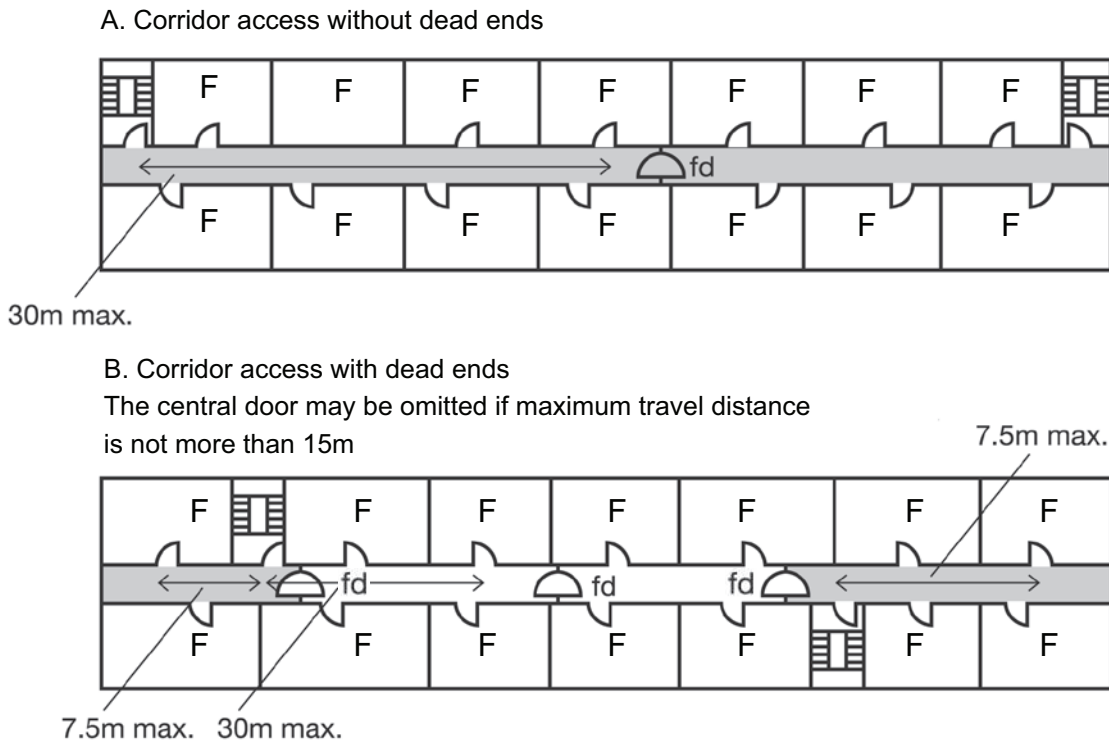 A. Corridor access without dead ends
F F F F F F F
fd
F F F F F F F
30m max.
B. Corridor access with dead ends
The central door may be omitted if maximum travel distance
is not more than 15m
7.5m max.
F F F F F F F
fd fd fd
F F F F F F F
7.5m max. 30m max.